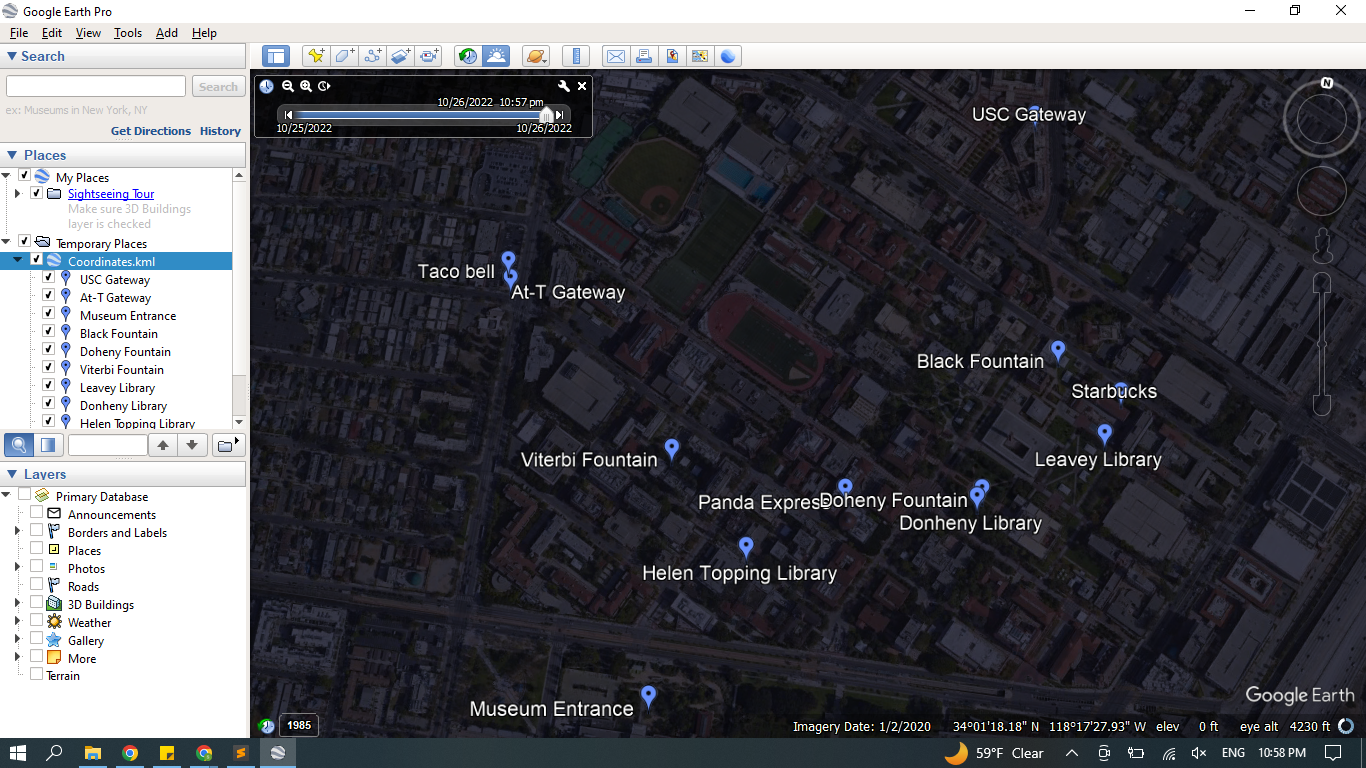 Google Earth Pro
File Edit View Tools Add Help
Search
Search
ex: Museums in New York, NY
Get Directions History
Places
My Places
Sightseeing Tour
Make sure 3D Buildings
layer is checked
Temporary Places
Coordinates.kml
USC Gateway
At-T Gateway
Museum Entrance
Black Fountain
Doheny Fountain
Viterbi Fountain
Leavey Library
Donheny Library
Helen Topping Library
Layers
Primary Database
Announcements
Borders and Labels
Places
Photos
Roads
3D Buildings
Weather
Gallery
More
Terrain
10/26/2022 10:57 pm
10/25/2022 10/26/2022
N
USC Gateway
Taco bell
At-T Gateway
Black Fountain
Starbucks
Leavey Library
Viterbi Fountain
Panda Express
Doheny Fountain
Donheny Library
Helen Topping Library
Museum Entrance
Google Earth
1985
Imagery Date: 1/2/2020 34°01'18.18" N 118°17'27.93" W elev 0 ft eye alt 4230 ft
59°F Clear ENG 10:58 PM